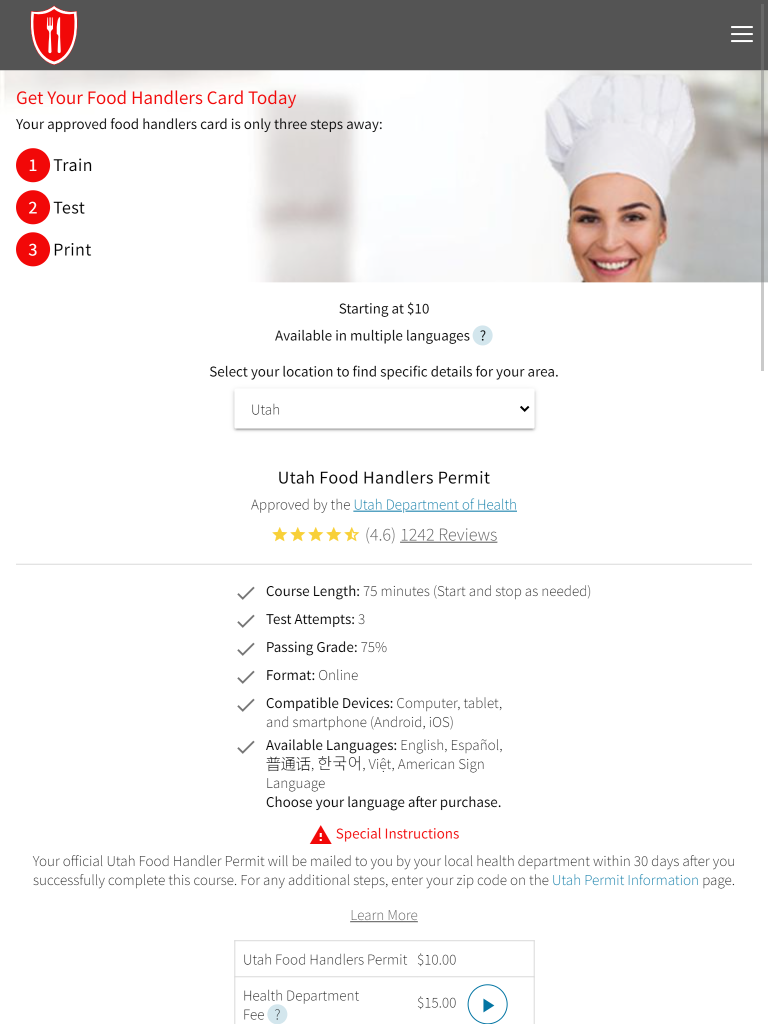 Get Your Food Handlers Card Today
Your approved food handlers card is only three steps away:
1 Train
2 Test
3 Print
Starting at $10
Available in multiple languages ?
Select your location to find specific details for your area.
Utah
Utah Food Handlers Permit
Approved by the Utah Department of Health
(4.6) 1242 Reviews
Course Length: 75 minutes (Start and stop as needed)
Test Attempts: 3
Passing Grade: 75%
Format: Online
Compatible Devices: Computer, tablet,
and smartphone (Android, iOS)
Available Languages: English, Español,
普通话, 한국어, Việt, American Sign
Language
Choose your language after purchase.
Special Instructions
Your official Utah Food Handler Permit will be mailed to you by your local health department within 30 days after you
successfully complete this course. For any additional steps, enter your zip code on the Utah Permit Information page.
Learn More
Utah Food Handlers Permit $10.00
Health Department
Fee ? $15.00